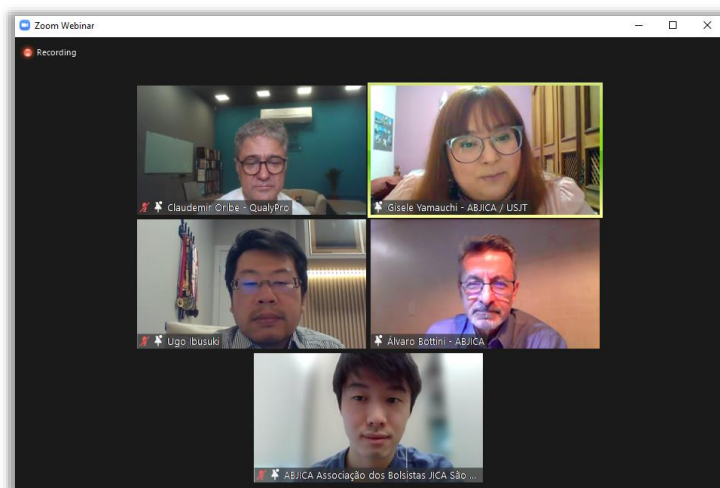 Zoom Webinar
Recording
Claudemir Oribe - QualyPro
Gisele Yamauchi - ABJICA / USJT
Ugo Ibusuki
Álvaro Bottini - ABJICA
ABJICA Associação dos Bolsistas JICA São ...